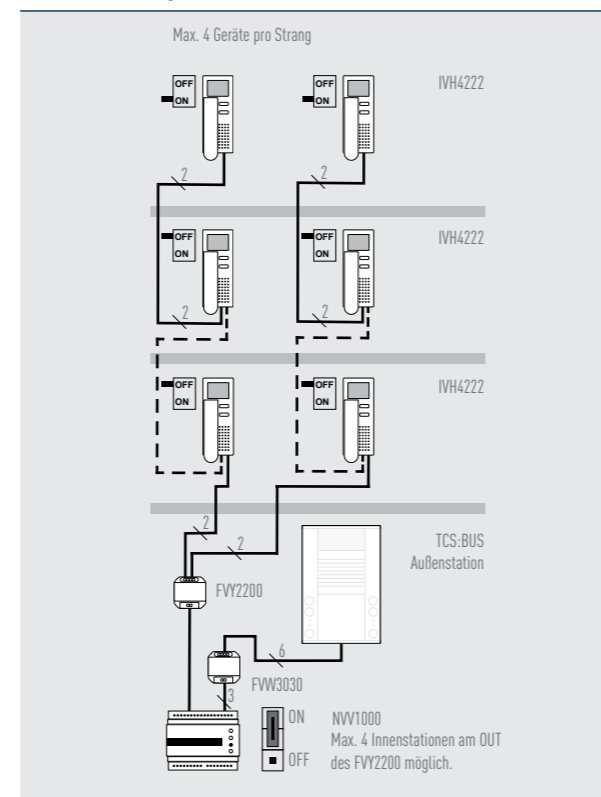 Max. 4 Geräte pro Strang
OFF
ON
OFF
ON
IVH4222
2
2
OFF
ON
OFF
ON
IVH4222
2
2
OFF
ON
OFF
ON
IVH4222
2
2
TCS:BUS
Außenstation
FVY2200
6
FVW3030
3
ON
OFF
NVV1000
Max. 4 Innenstationen am OUT
des FVY2200 möglich.